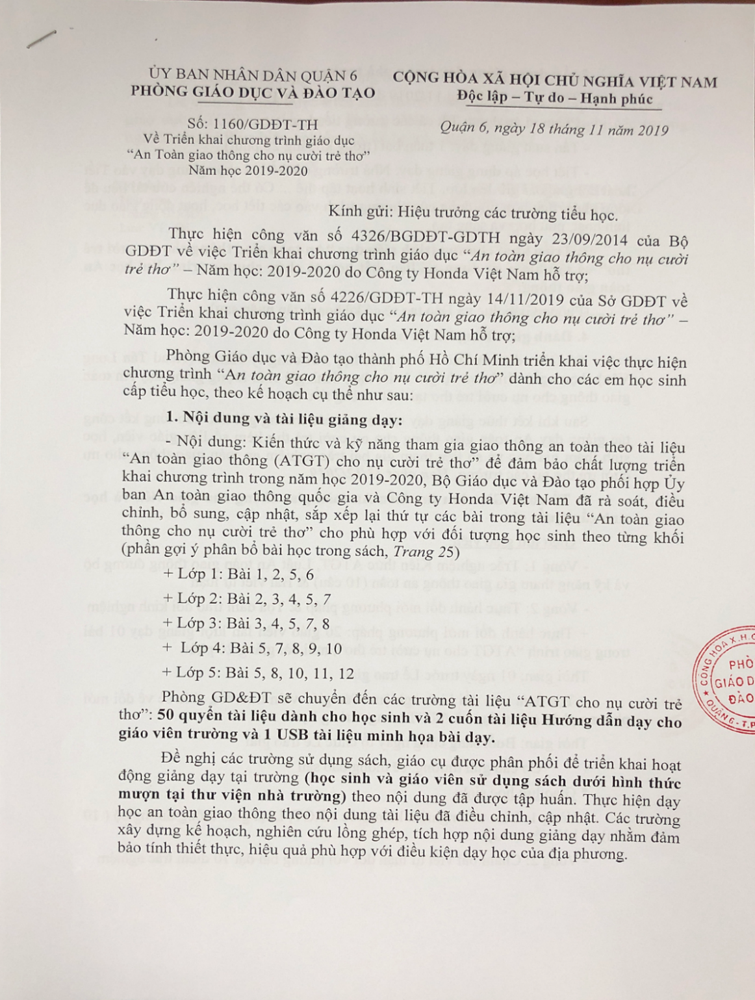 ỦY BAN NHÂN DÂN QUẬN 6
PHÒNG GIÁO DỤC VÀ ĐÀO TẠO
CỘNG HÒA XÃ HỘI CHỦ NGHĨA VIỆT NAM
Độc lập – Tự do – Hạnh phúc
Số: 1160/GDĐT-TH
Về Triển khai chương trình giáo dục
“An Toàn giao thông cho nụ cười trẻ thơ”
Năm học 2019-2020
Quận 6, ngày 18 tháng 11 năm 2019
Kính gửi: Hiệu trưởng các trường tiểu học.
Thực hiện công văn số 4326/BGDĐT-GDTH ngày 23/09/2014 của Bộ
GDĐT về việc Triển khai chương trình giáo dục “An toàn giao thông cho nụ cười
trẻ thơ” – Năm học: 2019-2020 do Công ty Honda Việt Nam hỗ trợ;
Thực hiện công văn số 4226/GDĐT-TH ngày 14/11/2019 của Sở GDĐT về
việc Triển khai chương trình giáo dục “An toàn giao thông cho nụ cười trẻ thơ” –
Năm học: 2019-2020 do Công ty Honda Việt Nam hỗ trợ;
Phòng Giáo dục và Đào tạo thành phố Hồ Chí Minh triển khai việc thực hiện
chương trình “An toàn giao thông cho nụ cười trẻ thơ” dành cho các em học sinh
cấp tiểu học, theo kế hoạch cụ thể như sau:
1. Nội dung và tài liệu giảng dạy:
- Nội dung: Kiến thức và kỹ năng tham gia giao thông an toàn theo tài liệu
“An toàn giao thông (ATGT) cho nụ cười trẻ thơ” để đảm bảo chất lượng triển
khai chương trình trong năm học 2019-2020, Bộ Giáo dục và Đào tạo phối hợp Ủy
ban An toàn giao thông quốc gia và Công ty Honda Việt Nam đã rà soát, điều
chỉnh, bổ sung, cập nhật, sắp xếp lại thứ tự các bài trong tài liệu “An toàn giao
thông cho nụ cười trẻ thơ” cho phù hợp với đối tượng học sinh theo từng khối
(phần gợi ý phân bổ bài học trong sách, Trang 25)
+ Lớp 1: Bài 1, 2, 5, 6
+ Lớp 2: Bài 2, 3, 4, 5, 7
+ Lớp 3: Bài 3, 4, 5, 7, 8
+ Lớp 4: Bài 5, 7, 8, 9, 10
+ Lớp 5: Bài 5, 8, 10, 11, 12
Phòng GD&ĐT sẽ chuyển đến các trường tài liệu “ATGT cho nụ cười trẻ
thơ”: 50 quyển tài liệu dành cho học sinh và 2 cuốn tài liệu Hướng dẫn dạy cho
giáo viên trường và 1 USB tài liệu minh họa bài dạy.
Đề nghị các trường sử dụng sách, giáo cụ được phân phối để triển khai hoạt
động giảng dạy tại trường (học sinh và giáo viên sử dụng sách dưới hình thức
mượn tại thư viện nhà trường) theo nội dung đã được tập huấn. Thực hiện dạy
học an toàn giao thông theo nội dung tài liệu đã điều chỉnh, cập nhật. Các trường
xây dựng kế hoạch, nghiên cứu lồng ghép, tích hợp nội dung giảng dạy nhằm đảm
bảo tính thiết thực, hiệu quả phù hợp với điều kiện dạy học của địa phương.
CỘNG HÒA X.H.C
PHÒ
GIÁO D
ĐÀO
QUẬN 6 - T.P